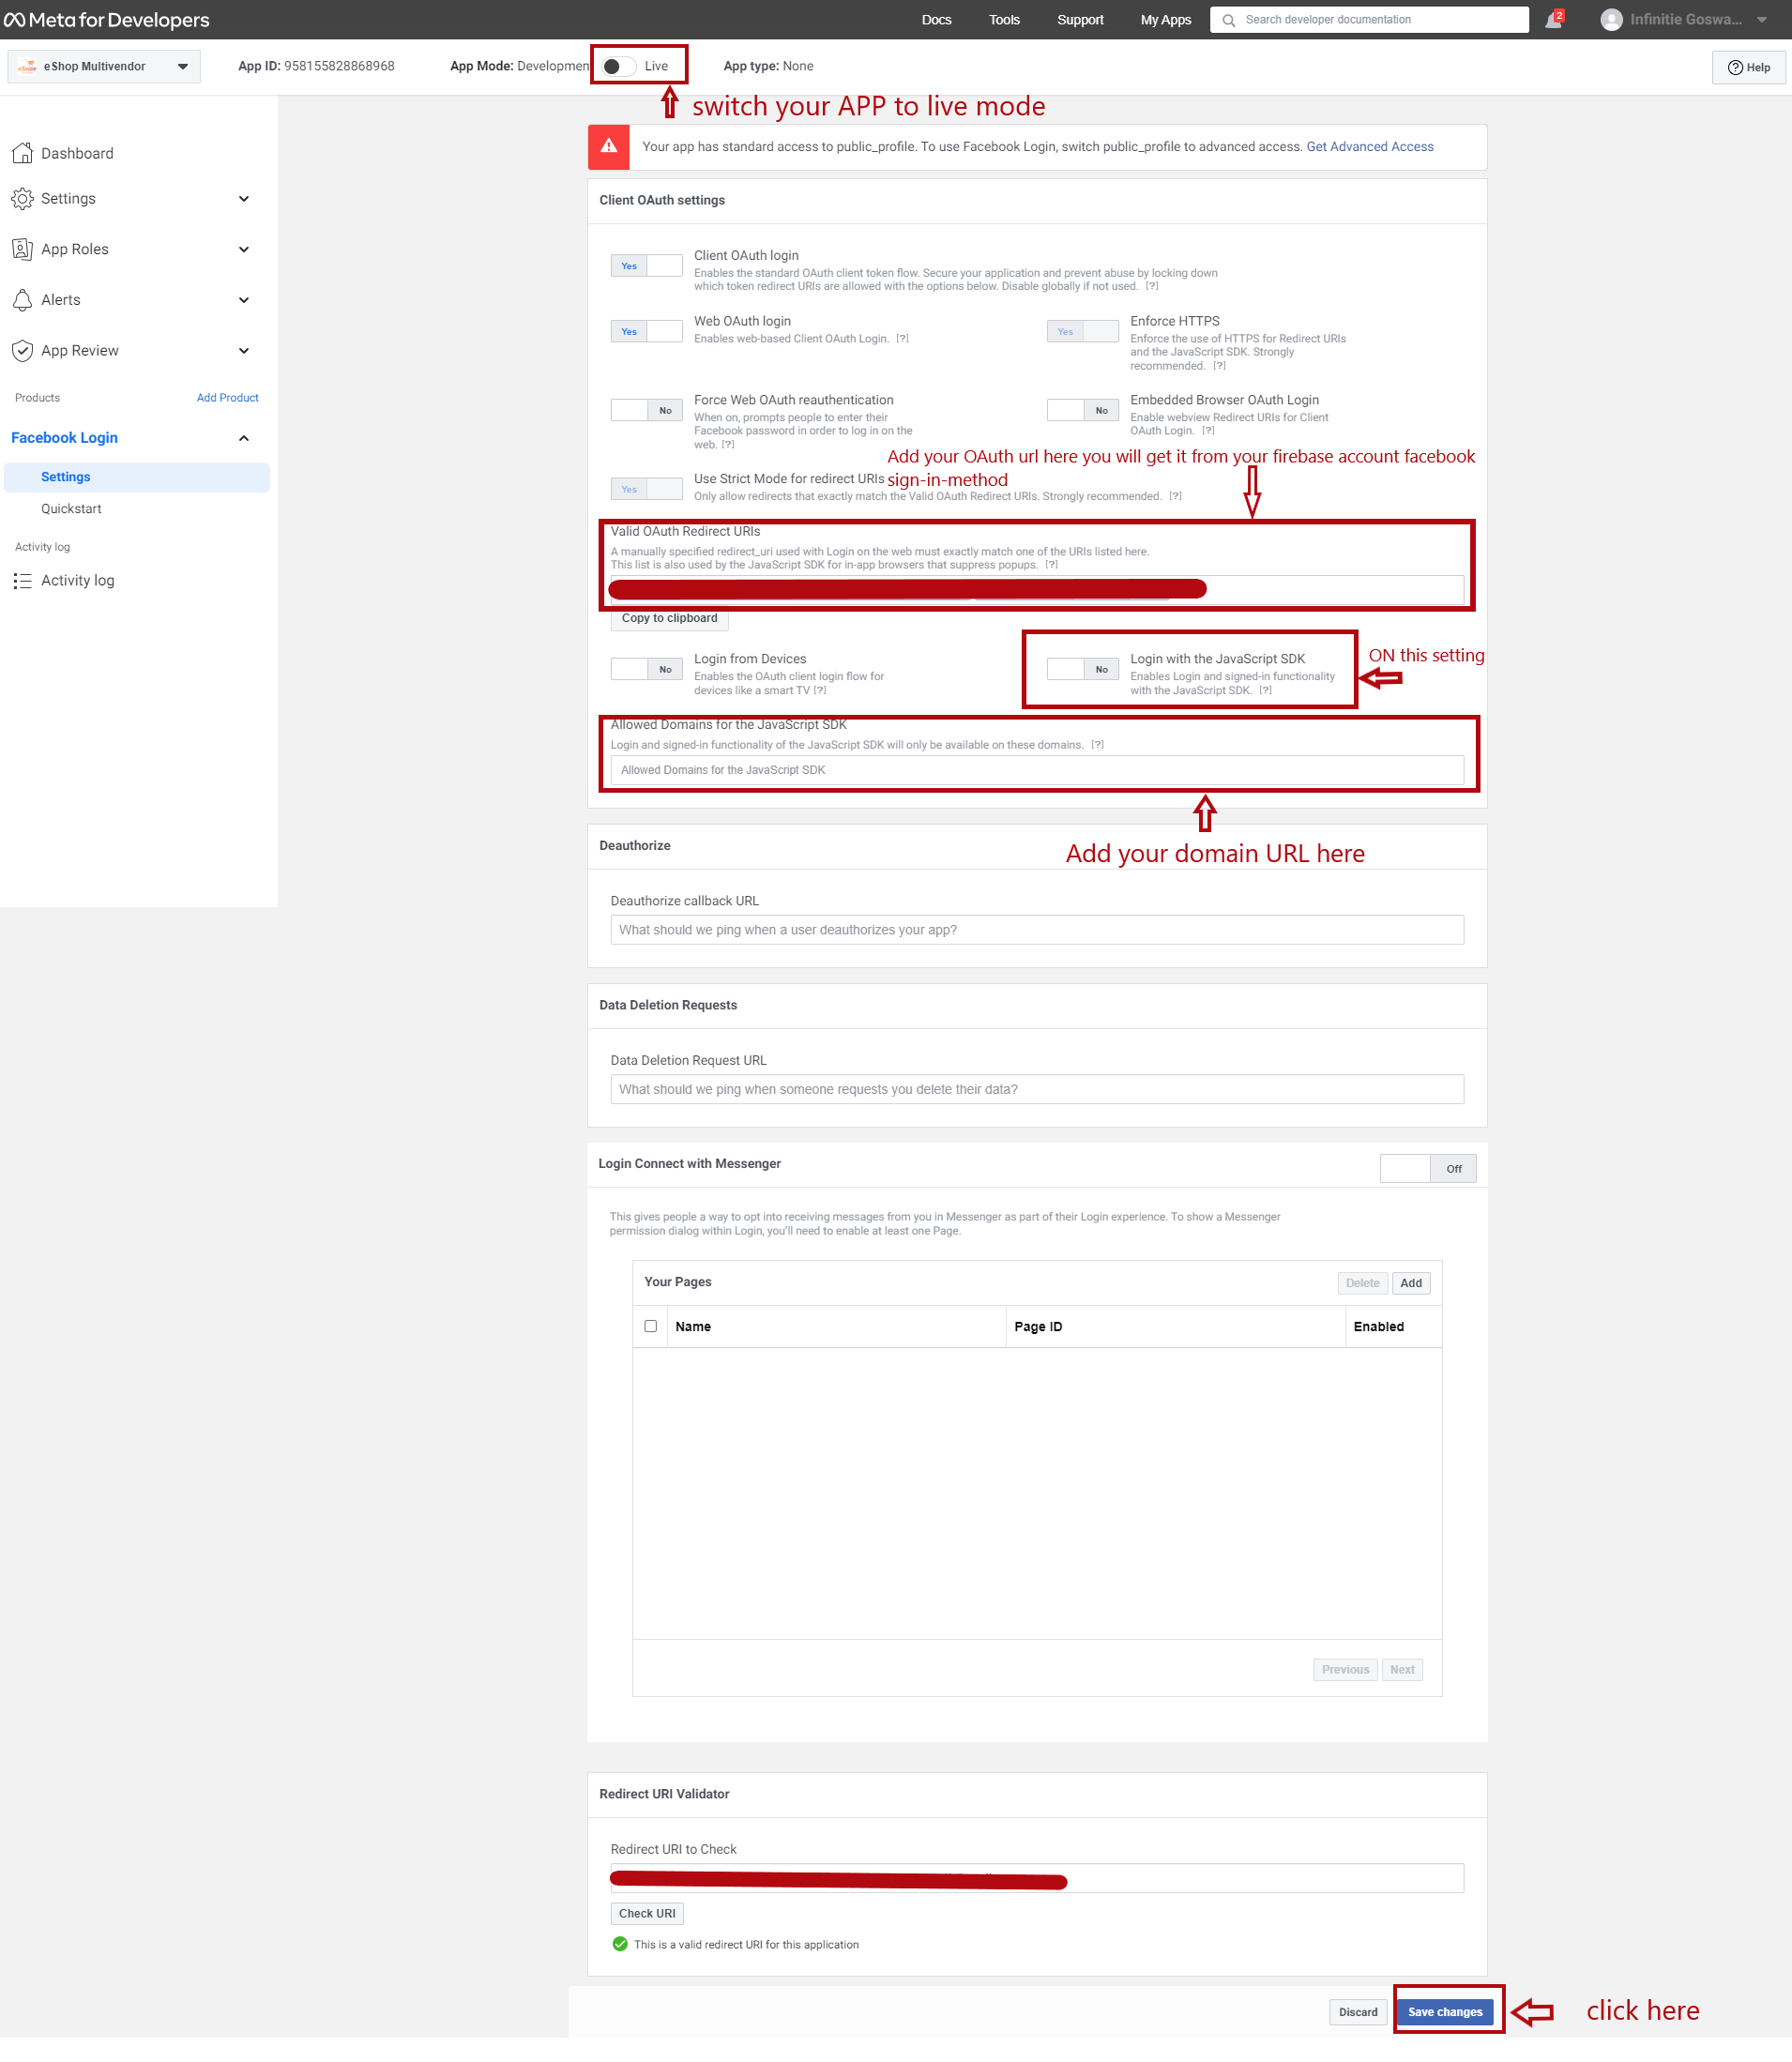 Meta for Developers
Docs Tools Support My Apps Search developer documentation 2 Infinitie Goswa...
eShop Multivendor App ID: 958155828868968 App Mode: Developmen Live App type: None Help
switch your APP to live mode
Your app has standard access to public_profile. To use Facebook Login, switch public_profile to advanced access. Get Advanced Access
Dashboard
Settings
App Roles
Alerts
App Review
Products Add Product
Facebook Login
Settings
Quickstart
Activity log
Activity log
Client OAuth settings
Yes Client OAuth login
Enables the standard OAuth client token flow. Secure your application and prevent abuse by locking down
which token redirect URIs are allowed with the options below. Disable globally if not used. [?]
Yes Web OAuth login
Enables web-based Client OAuth Login. [?]
Yes Enforce HTTPS
Enforce the use of HTTPS for Redirect URIs
and the JavaScript SDK. Strongly
recommended. [?]
No Force Web OAuth reauthentication
When on, prompts people to enter their
Facebook password in order to log in on the
web. [?]
No Embedded Browser OAuth Login
Enable webview Redirect URIs for Client
OAuth Login. [?]
Add your OAuth url here you will get it from your firebase account facebook
sign-in-method
Yes Use Strict Mode for redirect URIs
Only allow redirects that exactly match the Valid OAuth Redirect URIs. Strongly recommended. [?]
Valid OAuth Redirect URIs
A manually specified redirect_uri used with Login on the web must exactly match one of the URIs listed here.
This list is also used by the JavaScript SDK for in-app browsers that suppress popups. [?]
Copy to clipboard
No Login from Devices
Enables the OAuth client login flow for
devices like a smart TV [?]
No Login with the JavaScript SDK
Enables Login and signed-in functionality
with the JavaScript SDK. [?]
ON this setting
Allowed Domains for the JavaScript SDK
Login and signed-in functionality of the JavaScript SDK will only be available on these domains. [?]
Allowed Domains for the JavaScript SDK
Add your domain URL here
Deauthorize
Deauthorize callback URL
What should we ping when a user deauthorizes your app?
Data Deletion Requests
Data Deletion Request URL
What should we ping when someone requests you delete their data?
Login Connect with Messenger Off
This gives people a way to opt into receiving messages from you in Messenger as part of their Login experience. To show a Messenger
permission dialog within Login, you'll need to enable at least one Page.
Your Pages Delete Add
Name Page ID Enabled
Previous Next
Redirect URI Validator
Redirect URI to Check
Check URI
This is a valid redirect URI for this application
Discard Save changes click here